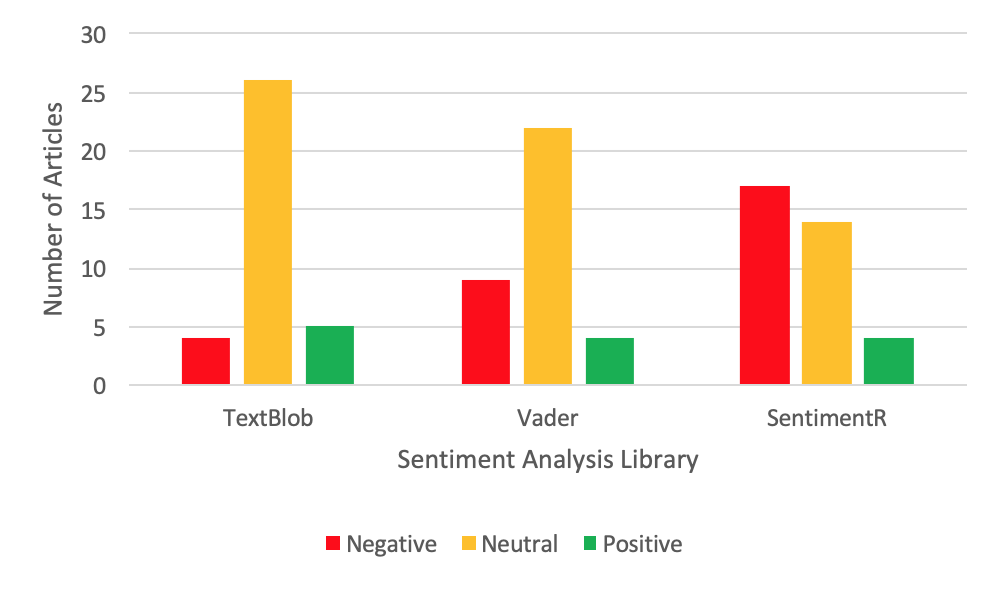 30
25
20
15
10
5
0
Number of Articles
TextBlob Vader SentimentR
Sentiment Analysis Library
Negative Neutral Positive